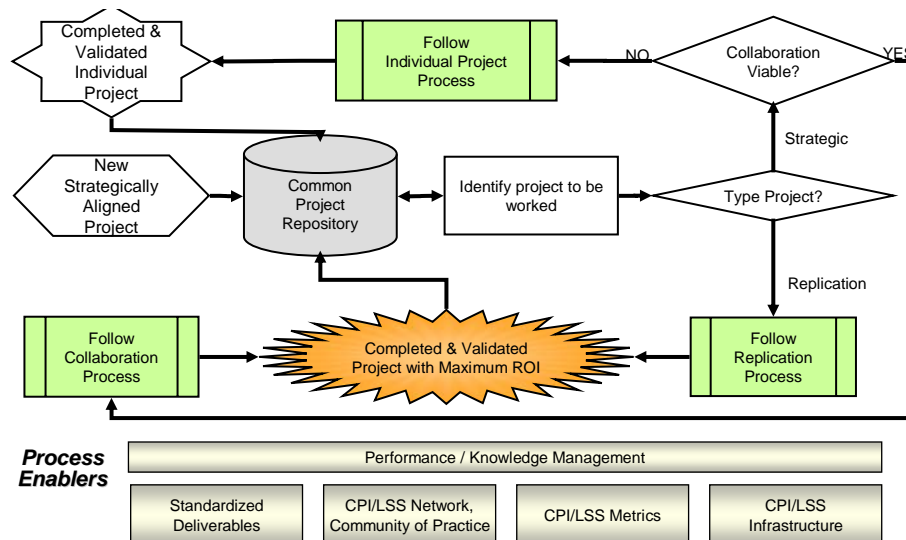 Completed &
Validated
Individual
Project
Follow
Individual Project
Process
NO
Collaboration
Viable?
YES
Strategic
New
Strategically
Aligned
Project
Common
Project
Repository
Identify project to be
worked
Type Project?
Replication
Follow
Collaboration
Process
Completed & Validated
Project with Maximum ROI
Follow
Replication
Process
Process
Enablers
Performance / Knowledge Management
Standardized
Deliverables
CPI/LSS Network,
Community of Practice
CPI/LSS Metrics
CPI/LSS
Infrastructure